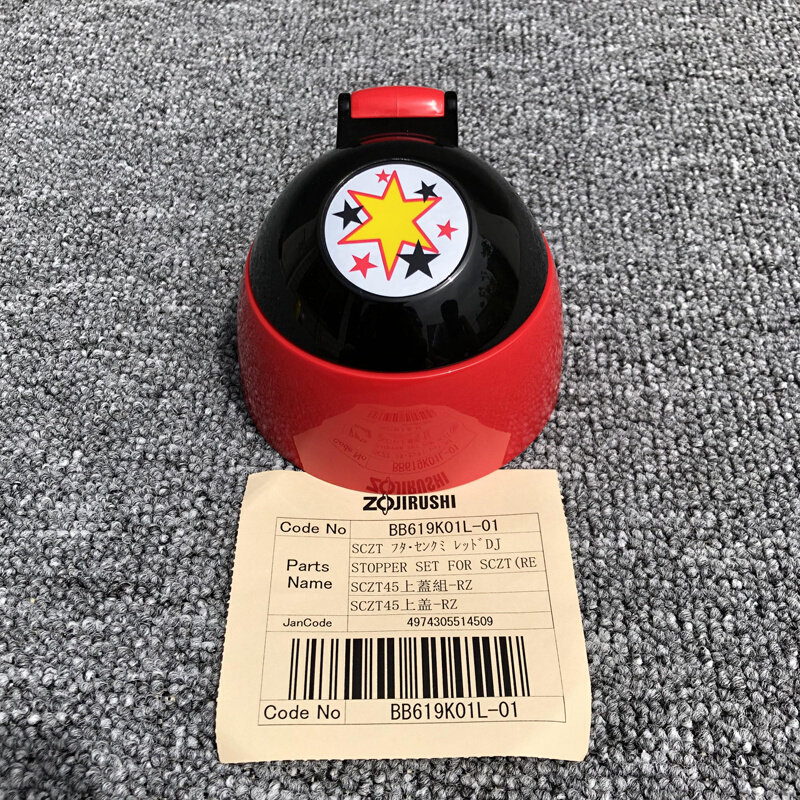 ZOJIRUSHI
Code No BB619K01L-01
Parts Name
SCZT ﾌﾀ･ｾﾝｸﾐ ﾚｯﾄﾞDJ
STOPPER SET FOR SCZT(RE
SCZT45上蓋組-RZ
SCZT45上盖-RZ
JanCode 4974305514509
Code No BB619K01L-01